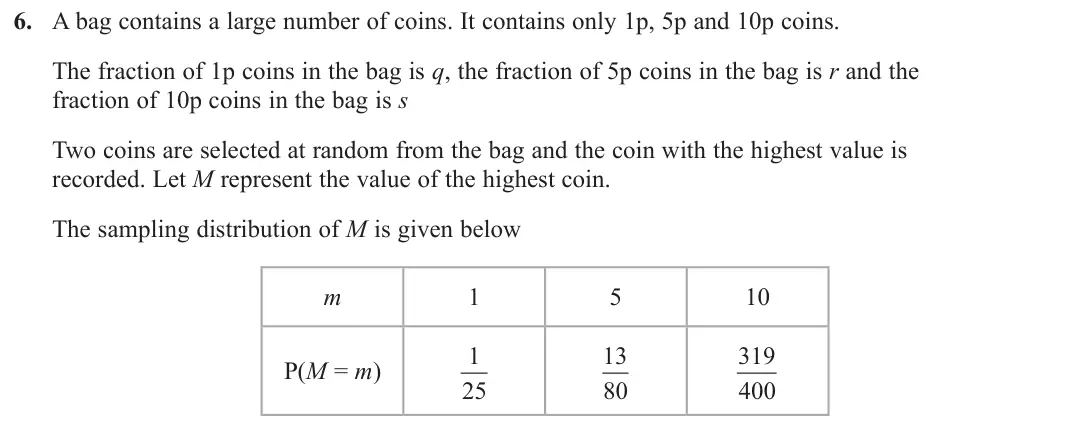 6. A bag contains a large number of coins. It contains only 1p, 5p and 10p coins.
The fraction of 1p coins in the bag is q, the fraction of 5p coins in the bag is r and the
fraction of 10p coins in the bag is s
Two coins are selected at random from the bag and the coin with the highest value is
recorded. Let M represent the value of the highest coin.
The sampling distribution of M is given below
m 1 5 10
P(M = m) 1/25 13/80 319/400